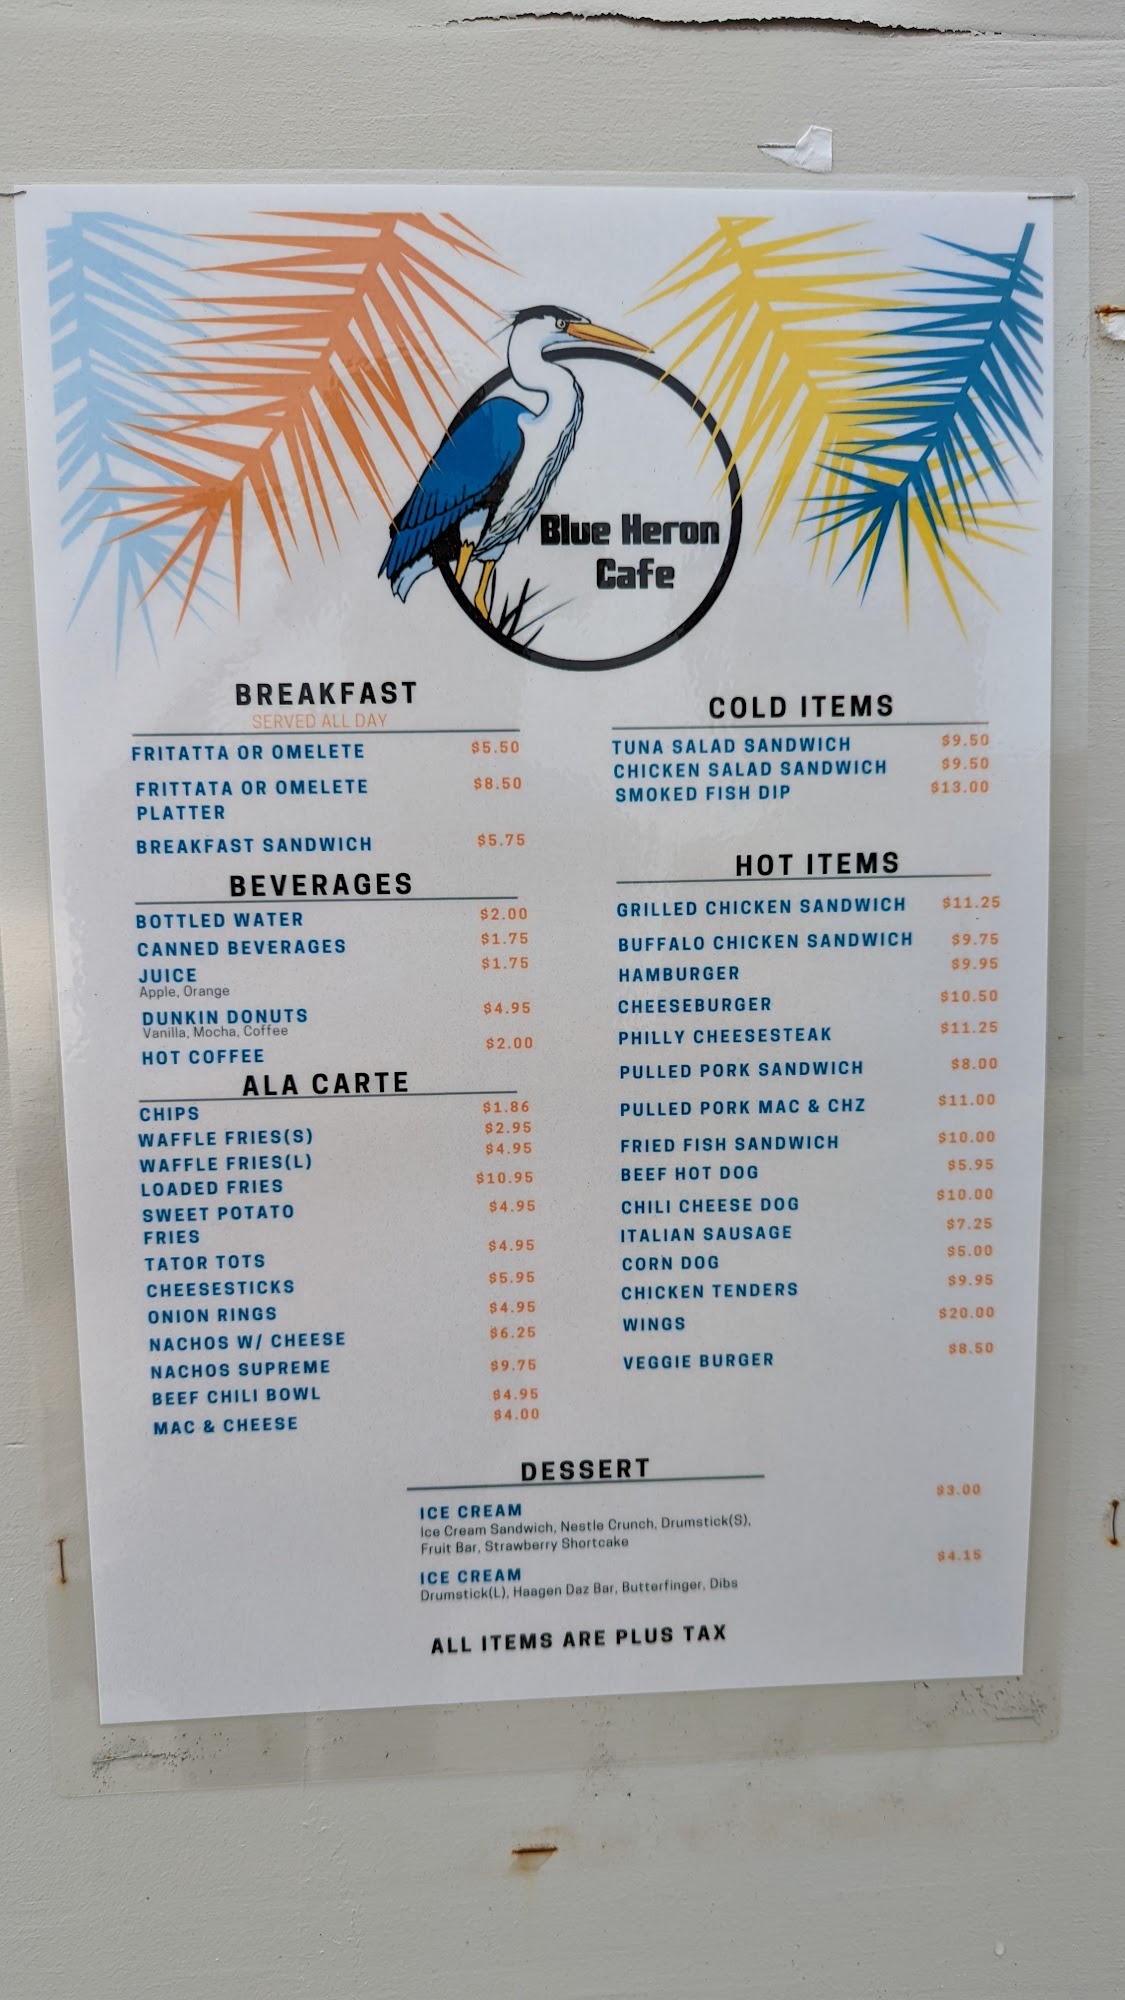 Blue Heron
Cafe
BREAKFAST
SERVED ALL DAY
FRITATTA OR OMELETE $5.50
FRITTATA OR OMELETE $8.50
PLATTER
BREAKFAST SANDWICH $5.75
BEVERAGES
BOTTLED WATER $2.00
CANNED BEVERAGES $1.75
JUICE $1.75
Apple, Orange
DUNKIN DONUTS $4.95
Vanilla, Mocha, Coffee
HOT COFFEE $2.00
ALA CARTE
CHIPS $1.86
WAFFLE FRIES(S) $2.95
WAFFLE FRIES(L) $4.95
LOADED FRIES $10.95
SWEET POTATO $4.95
FRIES
TATOR TOTS $4.95
CHEESESTICKS $5.95
ONION RINGS $4.95
NACHOS W/ CHEESE $6.25
NACHOS SUPREME $9.75
BEEF CHILI BOWL $4.95
MAC & CHEESE $4.00
COLD ITEMS
TUNA SALAD SANDWICH $9.50
CHICKEN SALAD SANDWICH $9.50
SMOKED FISH DIP $13.00
HOT ITEMS
GRILLED CHICKEN SANDWICH $11.25
BUFFALO CHICKEN SANDWICH $9.75
HAMBURGER $9.95
CHEESEBURGER $10.50
PHILLY CHEESESTEAK $11.25
PULLED PORK SANDWICH $8.00
PULLED PORK MAC & CHZ $11.00
FRIED FISH SANDWICH $10.00
BEEF HOT DOG $5.95
CHILI CHEESE DOG $10.00
ITALIAN SAUSAGE $7.25
CORN DOG $5.00
CHICKEN TENDERS $9.95
WINGS $20.00
VEGGIE BURGER $8.50
DESSERT
ICE CREAM $3.00
Ice Cream Sandwich, Nestle Crunch, Drumstick(S),
Fruit Bar, Strawberry Shortcake
ICE CREAM $4.15
Drumstick(L), Haagen Daz Bar, Butterfinger, Dibs
ALL ITEMS ARE PLUS TAX